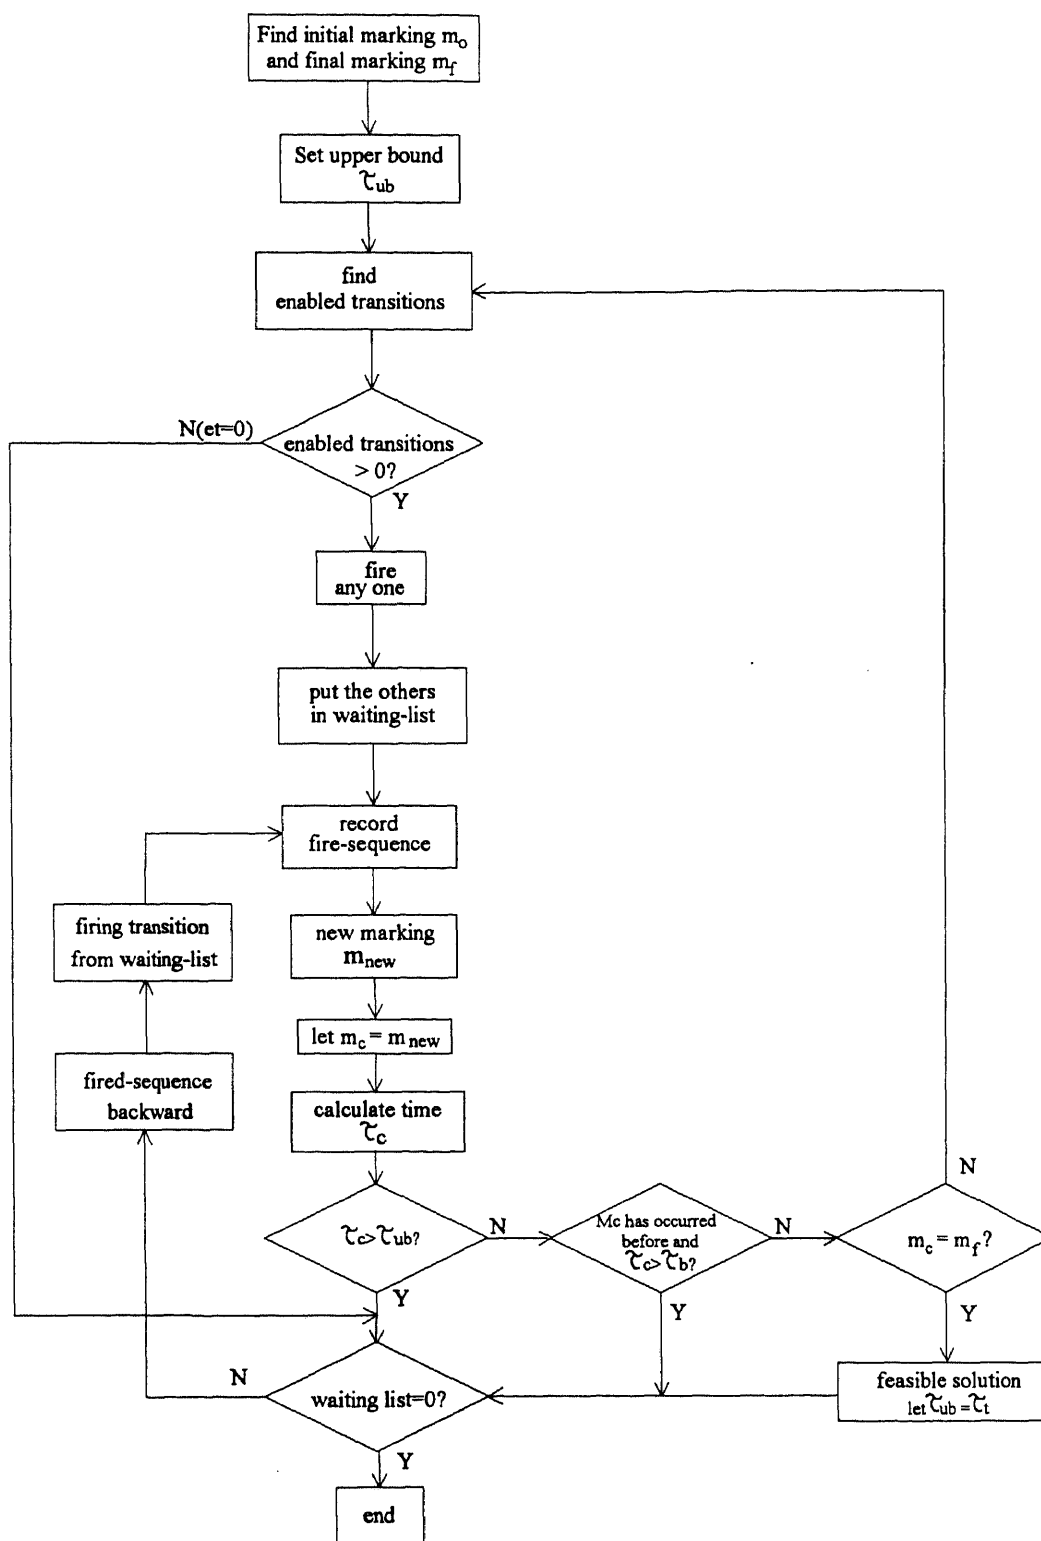 Find initial marking mo
and final marking mf
Set upper bound
τub
find
enabled transitions
N(et=0)
enabled transitions
> 0?
Y
fire
any one
put the others
in waiting-list
record
fire-sequence
firing transition
from waiting-list
new marking
mnew
let mc = mnew
fired-sequence
backward
calculate time
τc
N
τc>τub?
N
Mc has occurred
before and
τc>τb?
N
mc = mf?
Y
Y
Y
N
waiting list=0?
feasible solution
let τub=τt
Y
end